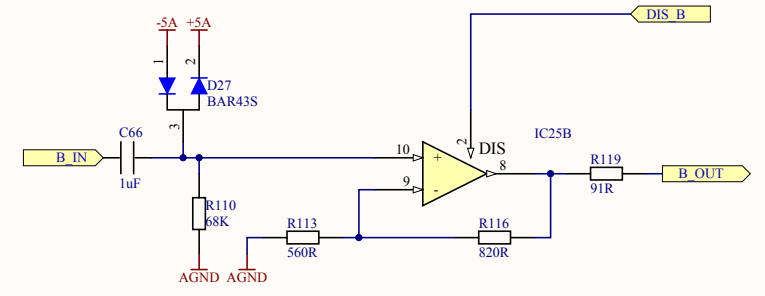 DIS_B
-5A
+5A
1
2
D27
BAR43S
3
C66
B_IN
1uF
10
+
2
DIS
IC25B
8
9
-
R119
91R
B_OUT
R110
68K
R113
560R
R116
820R
AGND
AGND